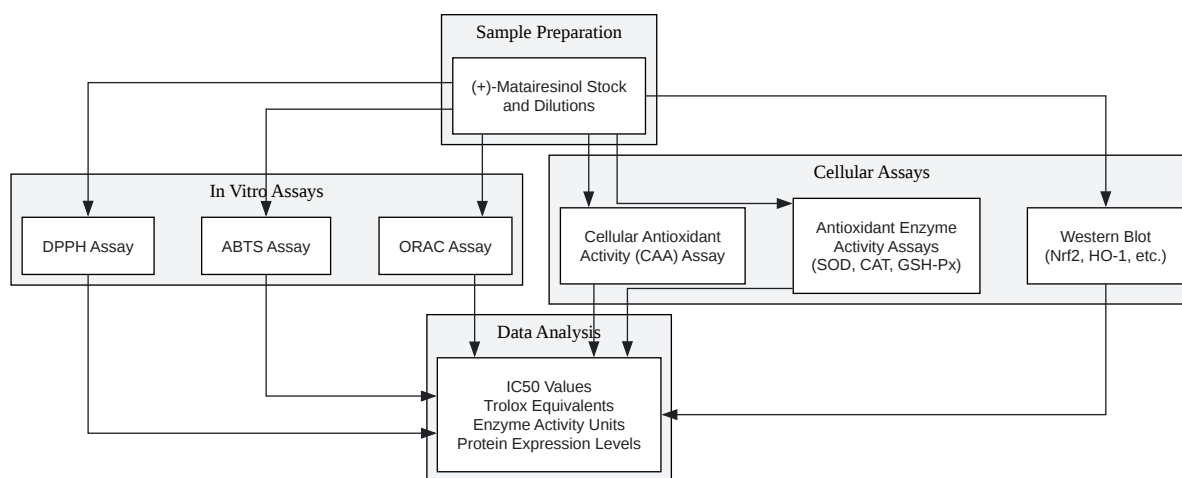 Sample Preparation
(+)-Matairesinol Stock
and Dilutions
In Vitro Assays
DPPH Assay
ABTS Assay
ORAC Assay
Cellular Assays
Cellular Antioxidant
Activity (CAA) Assay
Antioxidant Enzyme
Activity Assays
(SOD, CAT, GSH-Px)
Western Blot
(Nrf2, HO-1, etc.)
Data Analysis
IC50 Values
Trolox Equivalents
Enzyme Activity Units
Protein Expression Levels